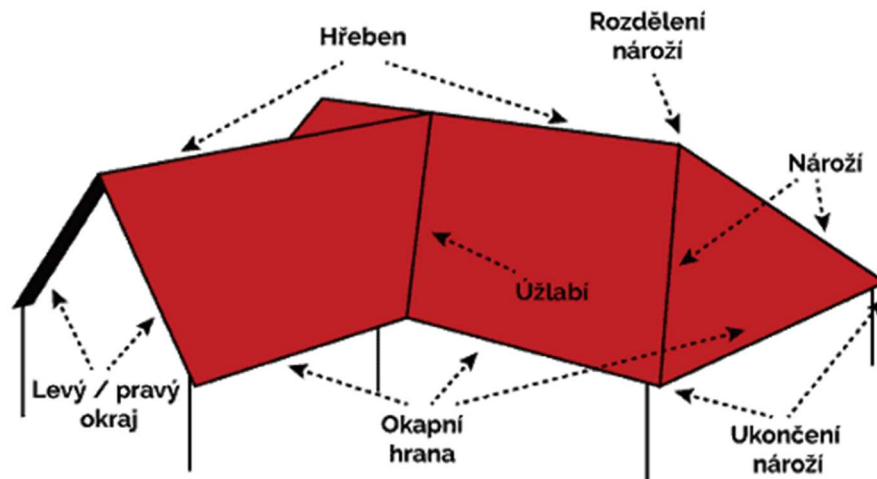 Hřeben
Rozdělení
nároží
Nároží
Úžlabí
Levý / pravý
okraj
Okapní
hrana
Ukončení
nároží